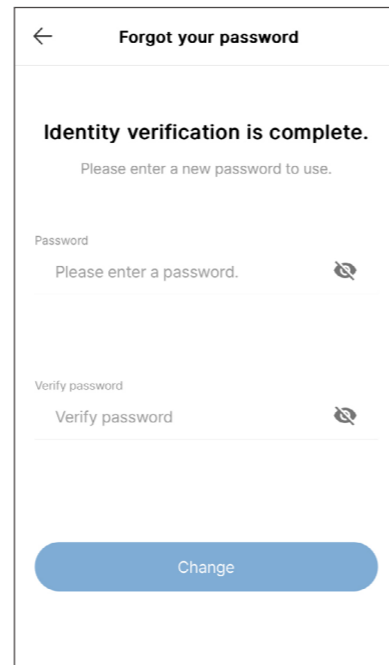 Forgot your password
Identity verification is complete.
Please enter a new password to use.
Password
Please enter a password.
Verify password
Verify password
Change